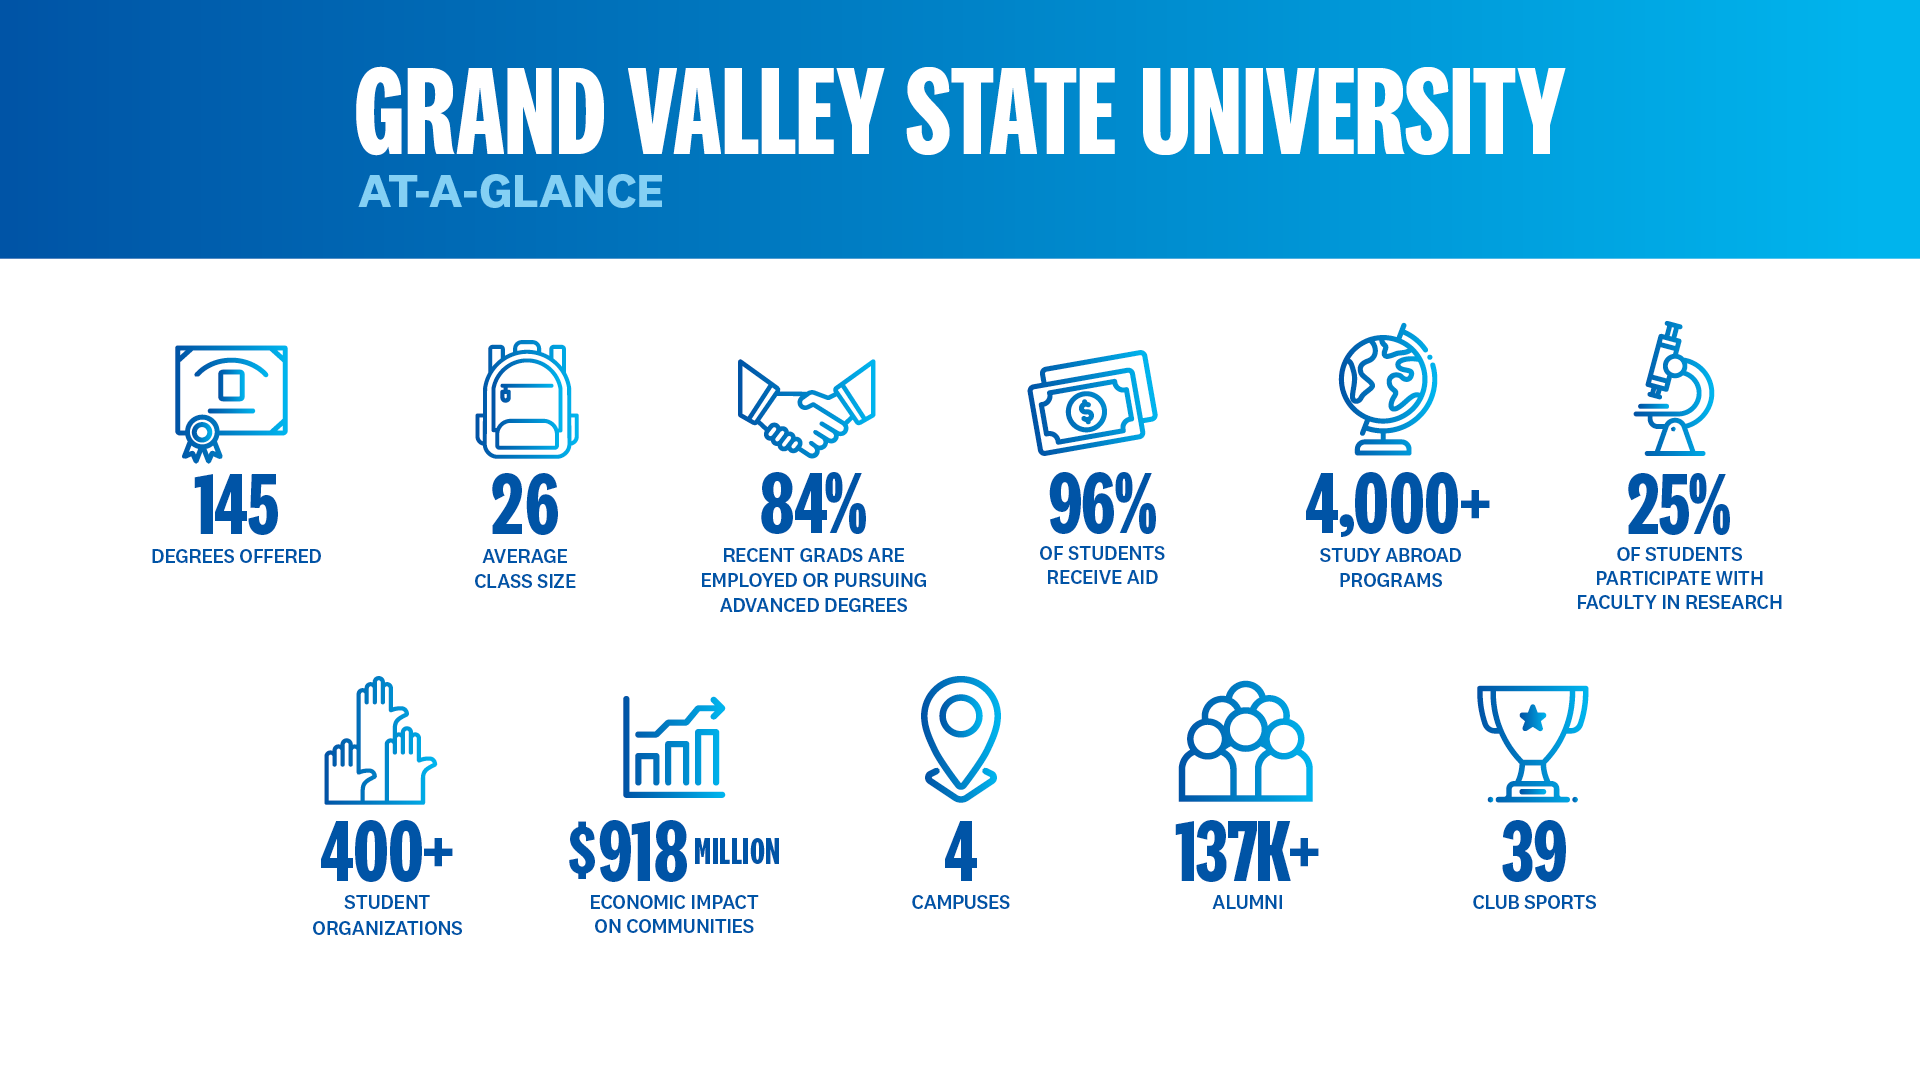 GRAND VALLEY STATE UNIVERSITY
AT-A-GLANCE
145
DEGREES OFFERED
26
AVERAGE
CLASS SIZE
84%
RECENT GRADS ARE
EMPLOYED OR PURSUING
ADVANCED DEGREES
$
96%
OF STUDENTS
RECEIVE AID
4,000+
STUDY ABROAD
PROGRAMS
25%
OF STUDENTS
PARTICIPATE WITH
FACULTY IN RESEARCH
400+
STUDENT
ORGANIZATIONS
$918 MILLION
ECONOMIC IMPACT
ON COMMUNITIES
4
CAMPUSES
137K+
ALUMNI
39
CLUB SPORTS